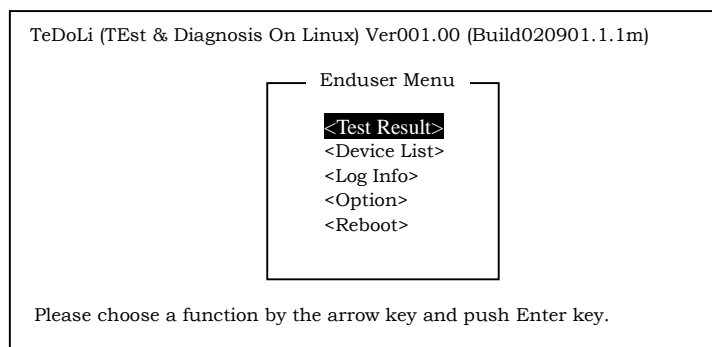 TeDoLi (TEst & Diagnosis On Linux) Ver001.00 (Build020901.1.1m)
Enduser Menu
<Test Result>
<Device List>
<Log Info>
<Option>
<Reboot>
Please choose a function by the arrow key and push Enter key.